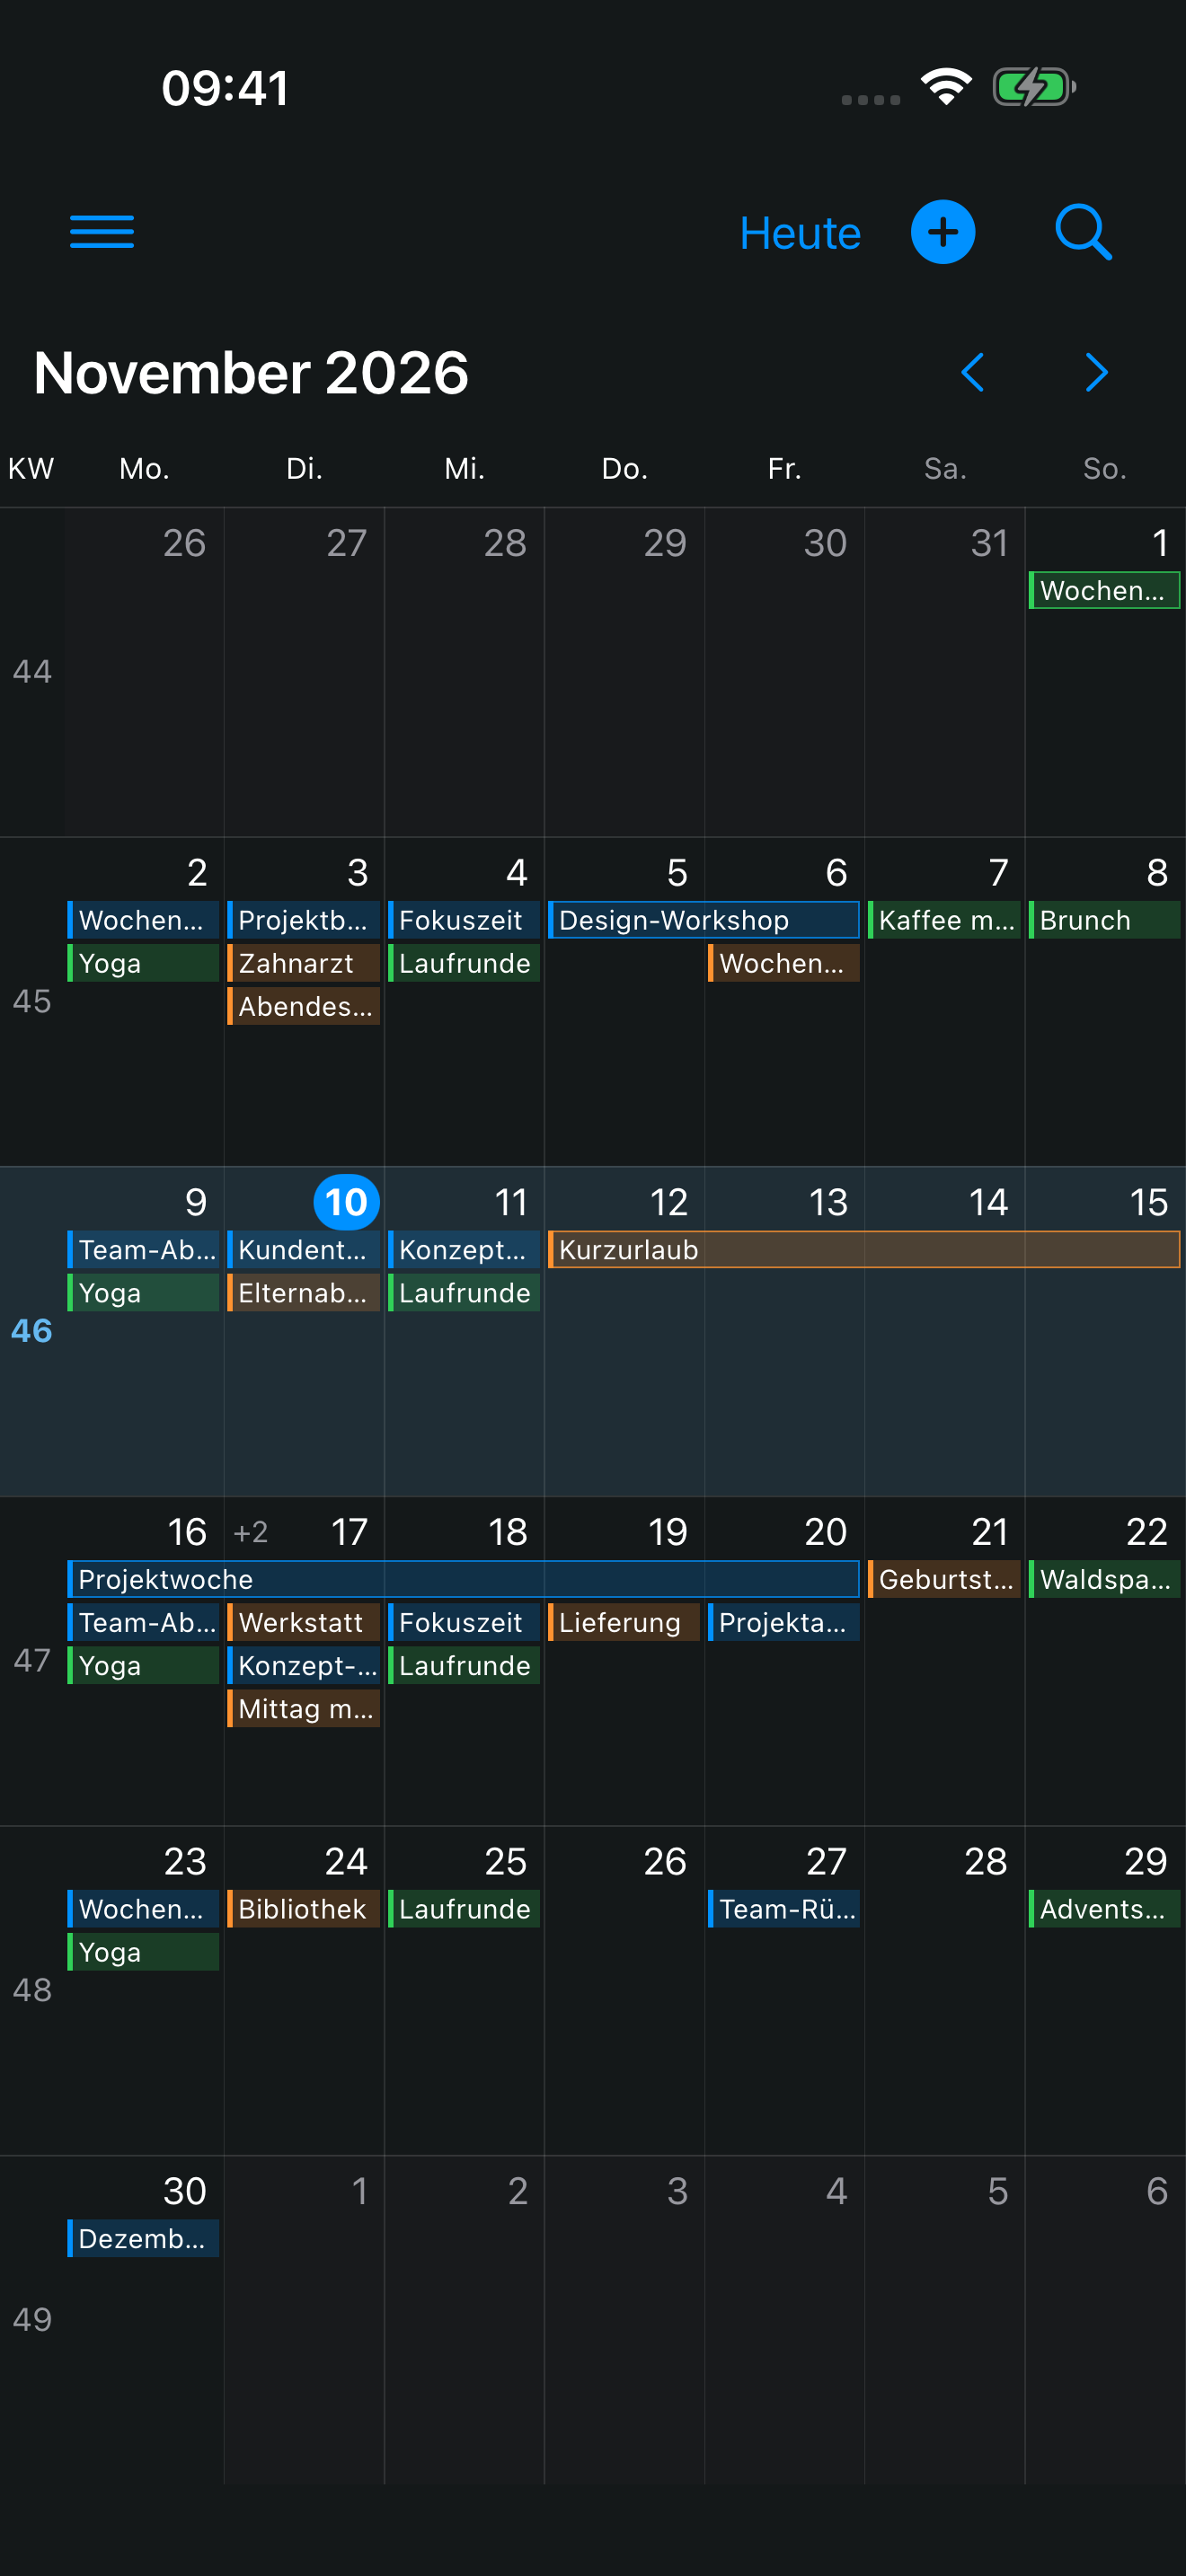 09:41
Heute
November 2026
KW Mo. Di. Mi. Do. Fr. Sa. So.
44 26 27 28 29 30 31 1
Wochen...
45 2 3 4 5 6 7 8
Wochen... Projektb... Fokuszeit Design-Workshop Kaffee m... Brunch
Yoga Zahnarzt Laufrunde Wochen...
Abendes...
46 9 10 11 12 13 14 15
Team-Ab... Kundent... Konzept... Kurzurlaub
Yoga Elternab... Laufrunde
47 16 +2 17 18 19 20 21 22
Projektwoche Geburtst... Waldspa...
Team-Ab... Werkstatt Fokuszeit Lieferung Projekta...
Yoga Konzept-... Laufrunde
Mittag m...
48 23 24 25 26 27 28 29
Wochen... Bibliothek Laufrunde Team-Rü... Advents...
Yoga
49 30 1 2 3 4 5 6
Dezemb...